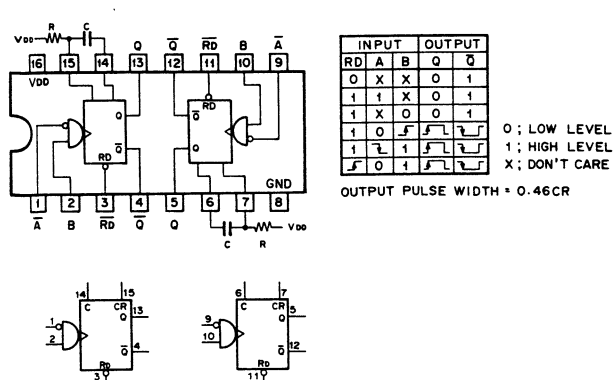 R C
VDD
Q Q̅ R̅D̅ B A̅
16 15 14 13 12 11 10 9
VDD
RD
Q Q̅
Q̅ Q
RD
GND
1 2 3 4 5 6 7 8
A̅ B R̅D̅ Q̅ Q
C R VDD
INPUT OUTPUT
RD A B Q Q̅
0 X X 0 1
1 1 X 0 1
1 X 0 0 1
1 0
1 1
0 1
0 ; LOW LEVEL
1 ; HIGH LEVEL
X ; DON'T CARE
OUTPUT PULSE WIDTH = 0.46CR
14 15
C CR
Q 13
1
2
Q̅ 4
RD
3
6 7
C CR
Q 5
9
10
Q̅ 12
RD
11